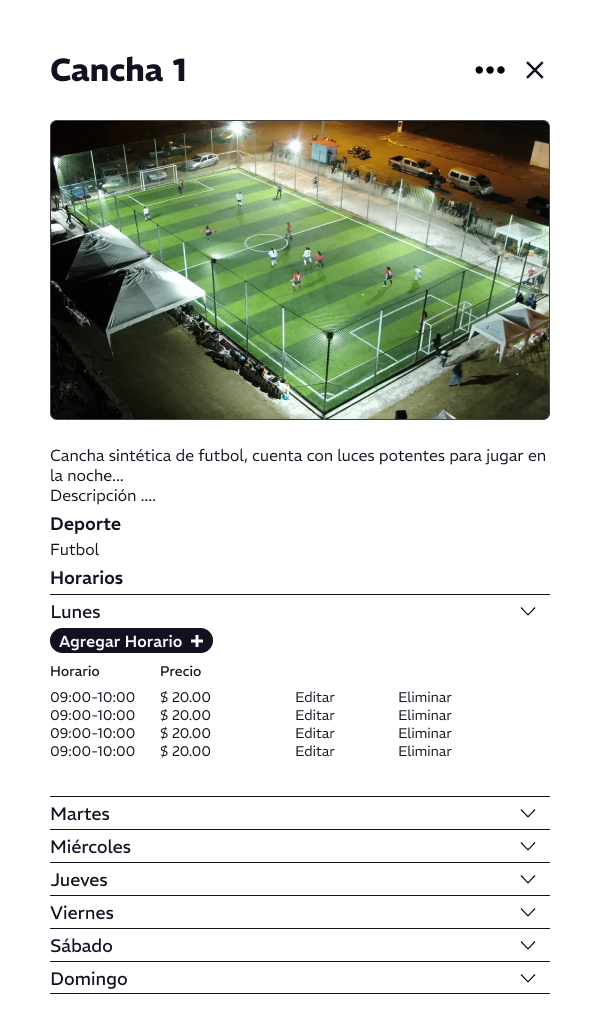 Cancha 1
Cancha sintética de futbol, cuenta con luces potentes para jugar en
la noche...
Descripción ....
Deporte
Futbol
Horarios
Lunes
Agregar Horario +
Horario Precio
09:00-10:00 $ 20.00 Editar Eliminar
09:00-10:00 $ 20.00 Editar Eliminar
09:00-10:00 $ 20.00 Editar Eliminar
09:00-10:00 $ 20.00 Editar Eliminar
Martes
Miércoles
Jueves
Viernes
Sábado
Domingo